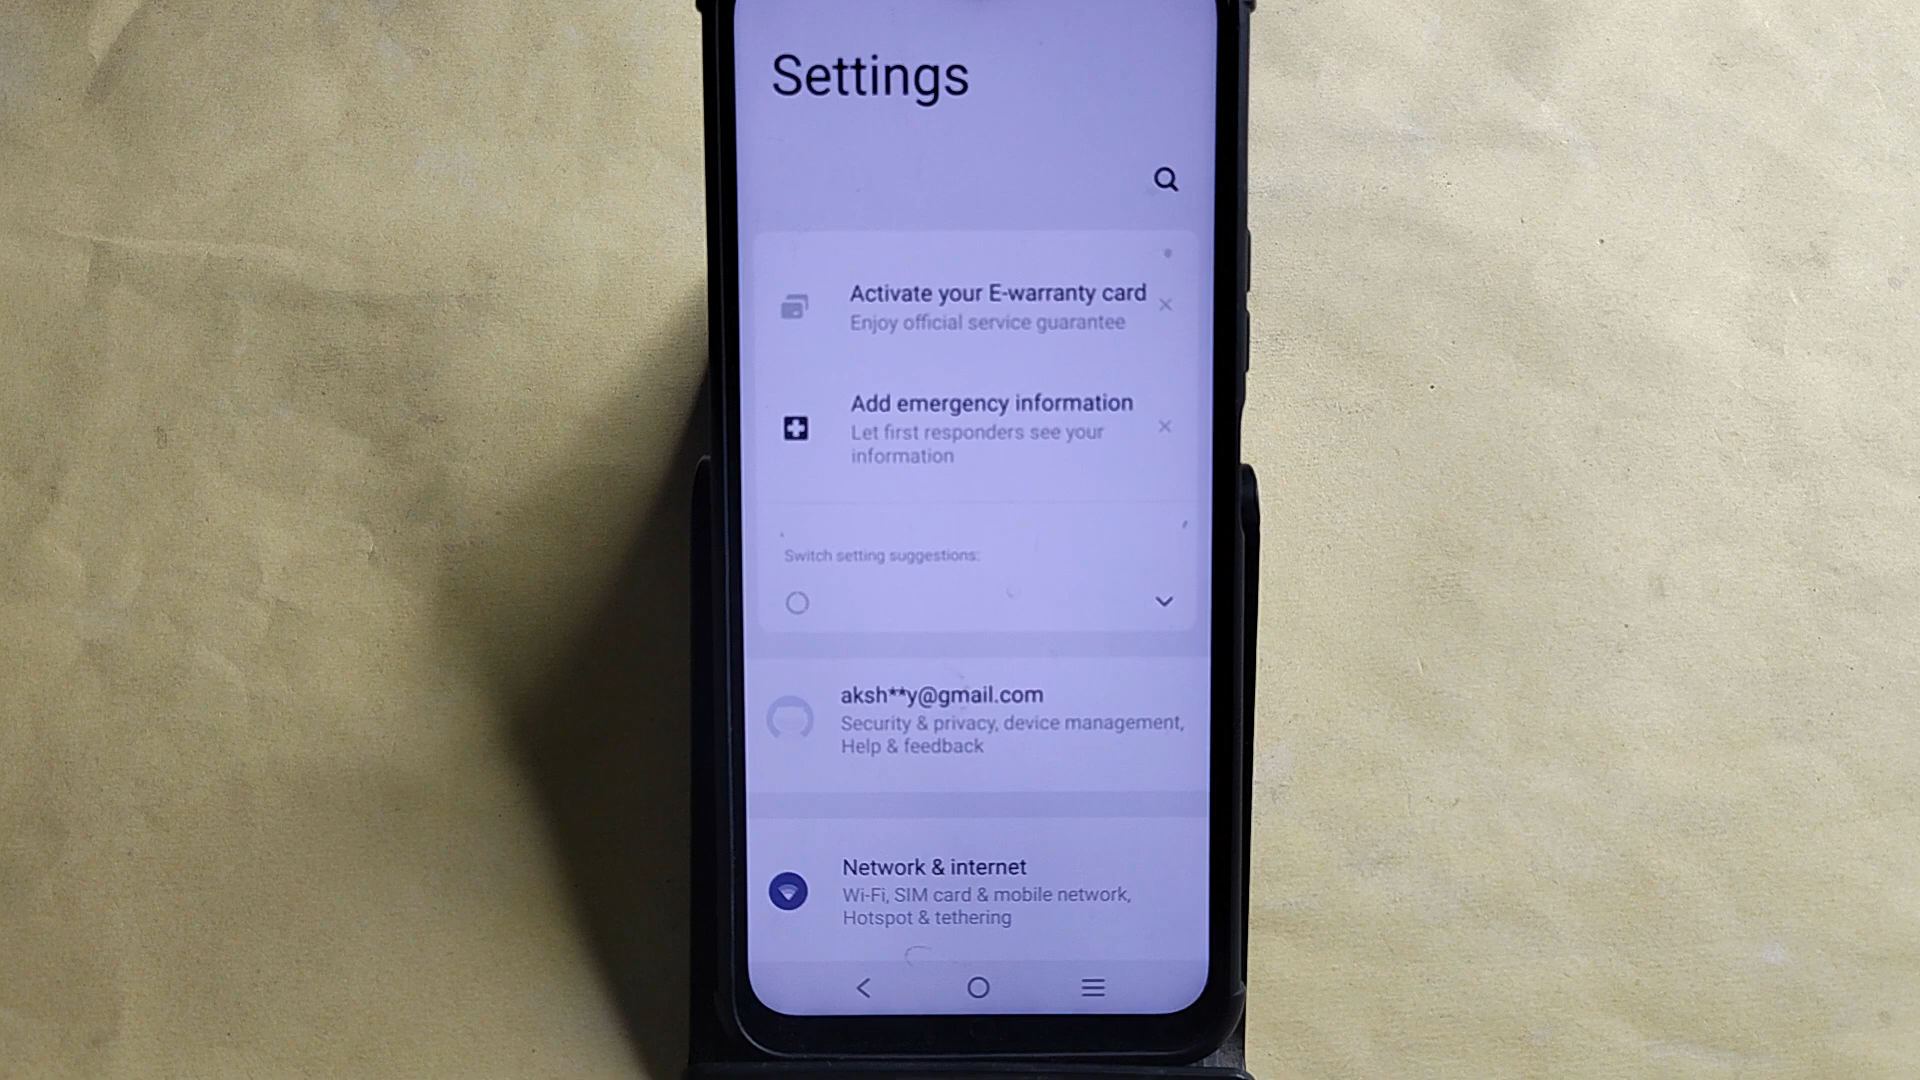 Settings
Activate your E-warranty card
Enjoy official service guarantee
Add emergency information
Let first responders see your
information
Switch setting suggestions:
aksh**y@gmail.com
Security & privacy, device management,
Help & feedback
Network & internet
Wi-Fi, SIM card & mobile network,
Hotspot & tethering